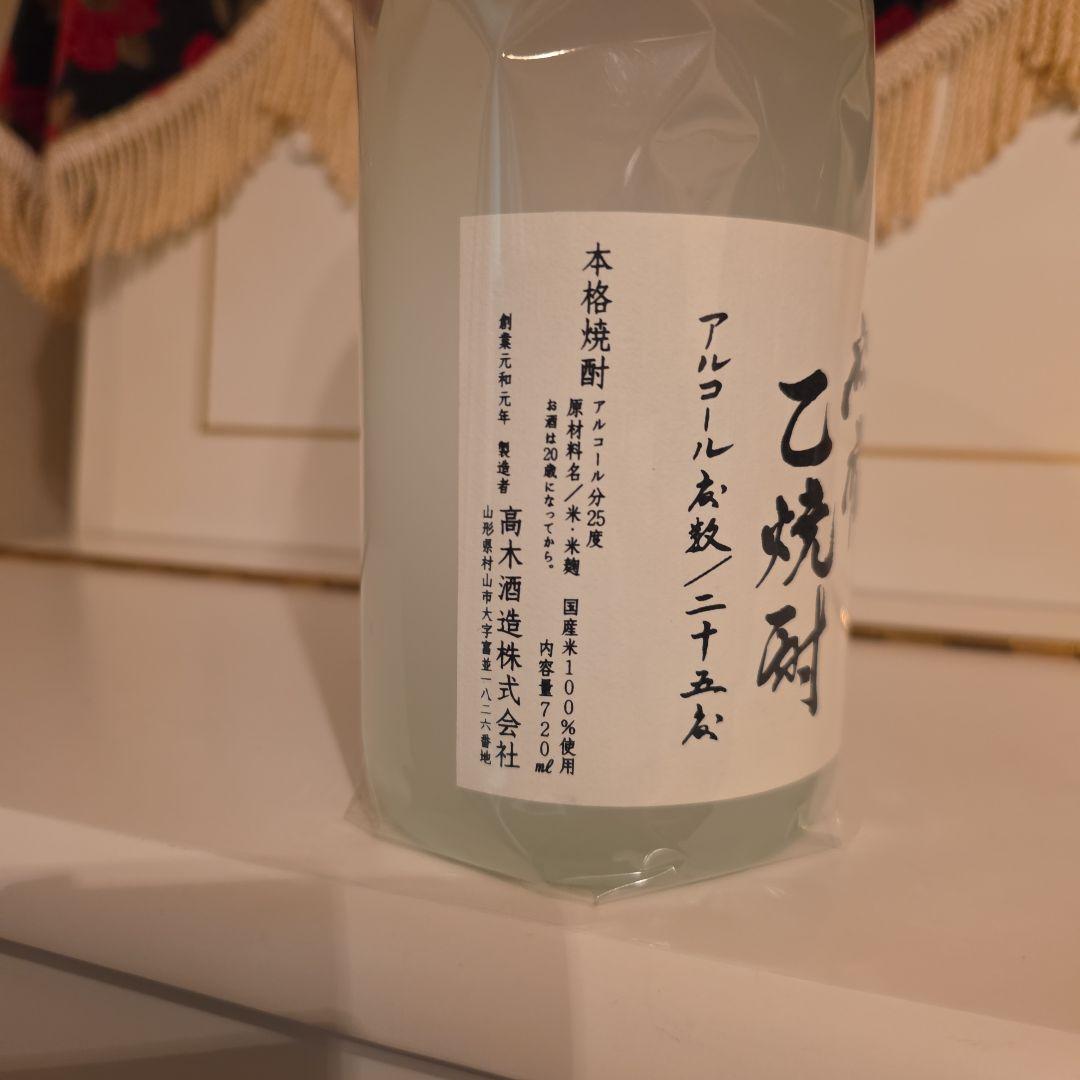 乙焼酎
アルコール度数/二十五度
本格焼酎
アルコール分25度
原材料名/米・米麹 国産米100%使用
お酒は20歳になってから。 内容量720ml
創業元和元年 製造者 高木酒造株式会社
山形県村山市大字富並一八二六番地